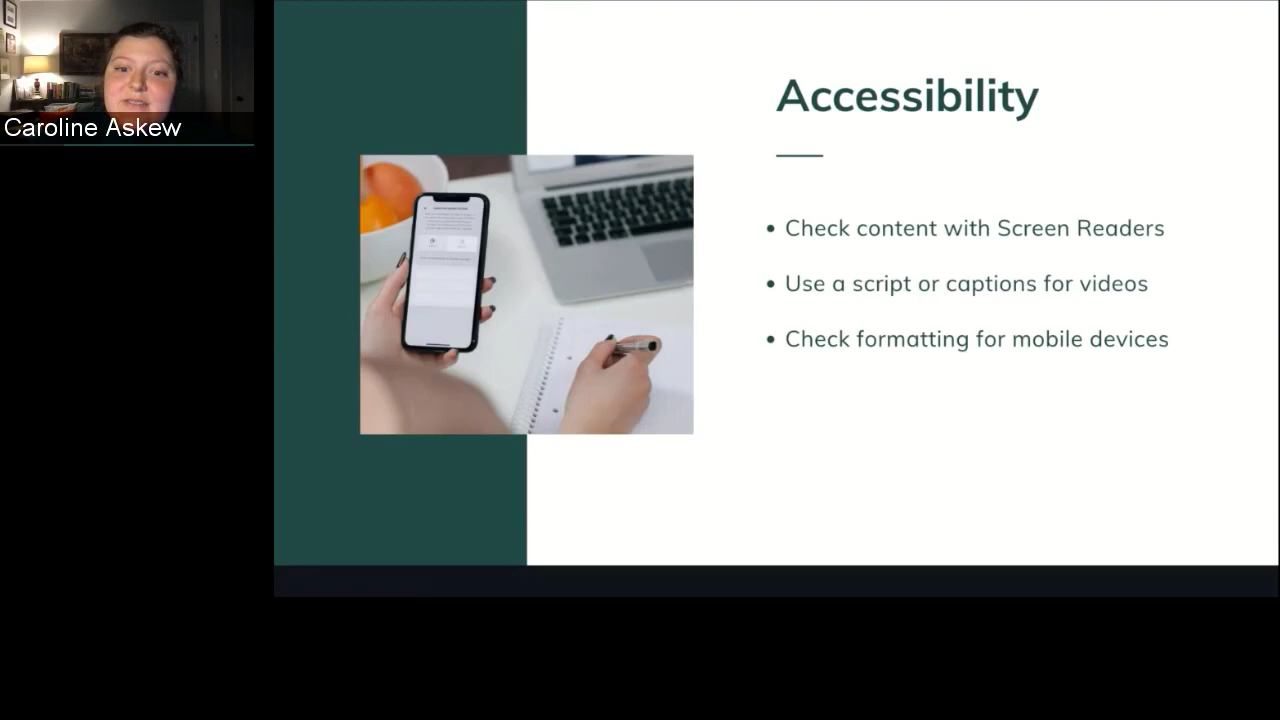 Caroline Askew
Accessibility
Check content with Screen Readers
Use a script or captions for videos
Check formatting for mobile devices